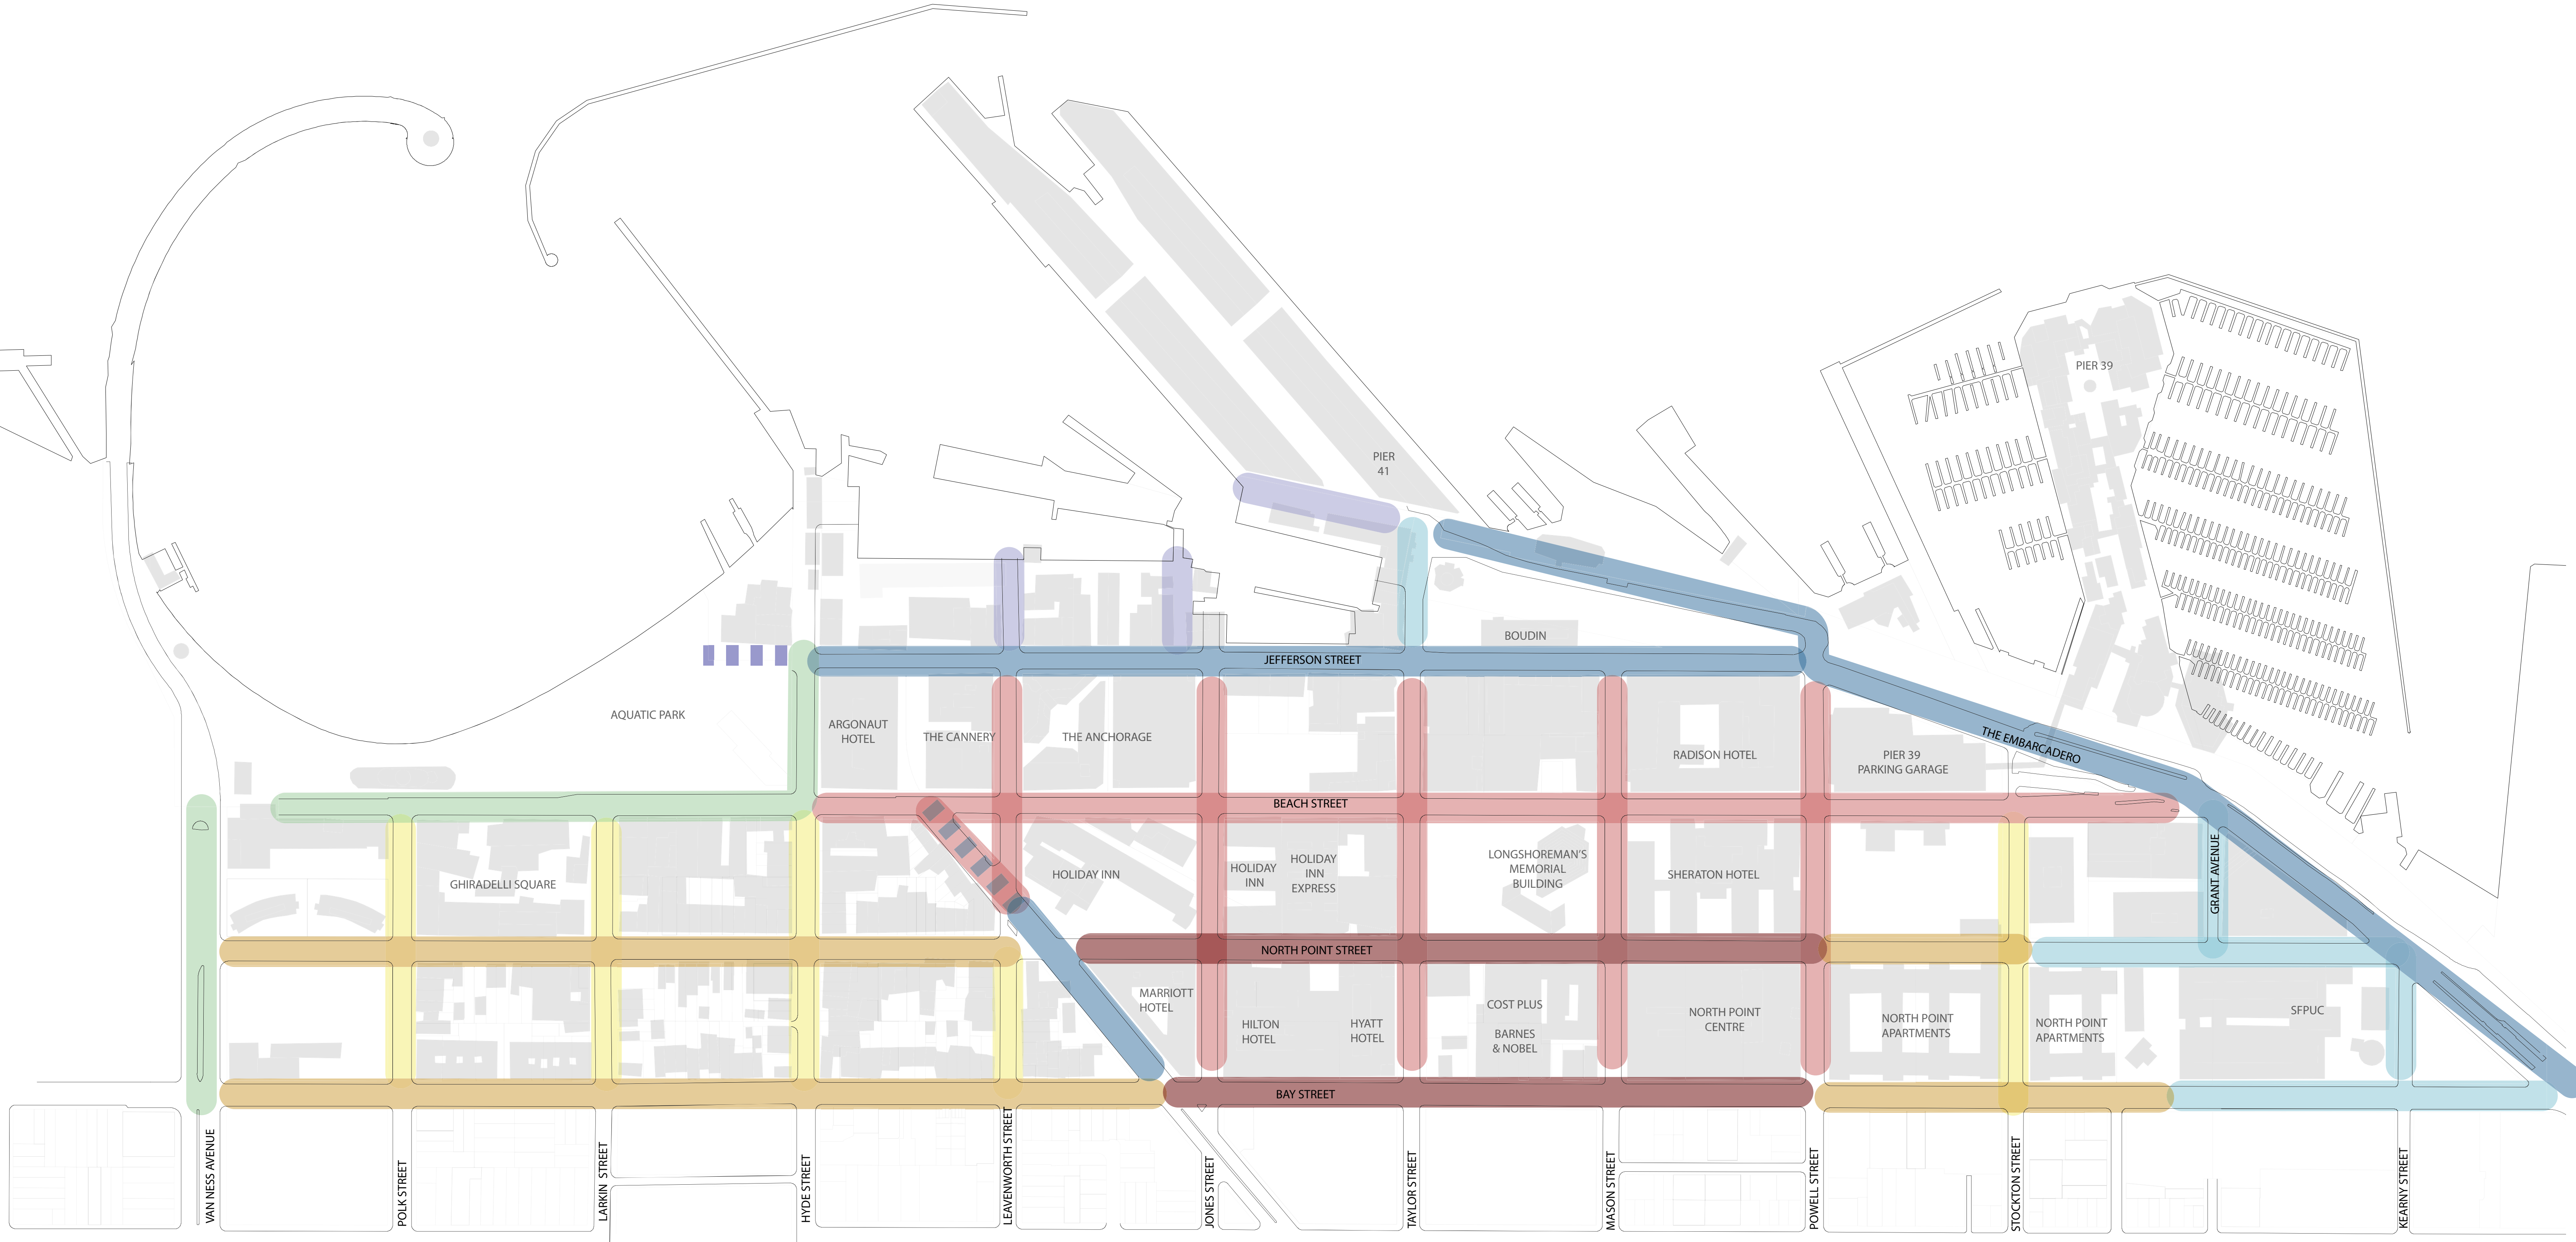 PIER 39
PIER
41
BOUDIN
JEFFERSON STREET
AQUATIC PARK
ARGONAUT
HOTEL
THE CANNERY
THE ANCHORAGE
RADISON HOTEL
PIER 39
PARKING GARAGE
THE EMBARCADERO
BEACH STREET
GHIRADELLI SQUARE
HOLIDAY INN
HOLIDAY
INN
HOLIDAY
INN
EXPRESS
LONGSHOREMAN'S
MEMORIAL
BUILDING
SHERATON HOTEL
GRANT AVENUE
NORTH POINT STREET
MARRIOTT
HOTEL
HILTON
HOTEL
HYATT
HOTEL
COST PLUS
BARNES
& NOBEL
NORTH POINT
CENTRE
NORTH POINT
APARTMENTS
NORTH POINT
APARTMENTS
SFPUC
BAY STREET
VAN NESS AVENUE
POLK STREET
LARKIN STREET
HYDE STREET
LEAVENWORTH STREET
JONES STREET
TAYLOR STREET
MASON STREET
POWELL STREET
STOCKTON STREET
KEARNY STREET